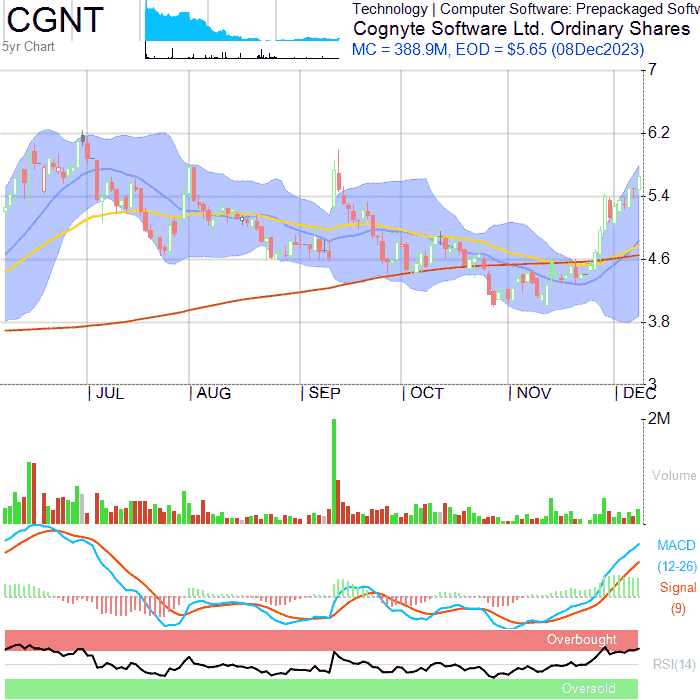 CGNT
5yr Chart
Technology | Computer Software: Prepackaged Softw
Cognyte Software Ltd. Ordinary Shares
MC = 388.9M, EOD = $5.65 (08Dec2023)
7
6.2
5.4
4.6
3.8
3
JUL AUG SEP OCT NOV DEC
2M
Volume
MACD
(12-26)
Signal
(9)
Overbought
RSI(14)
Oversold